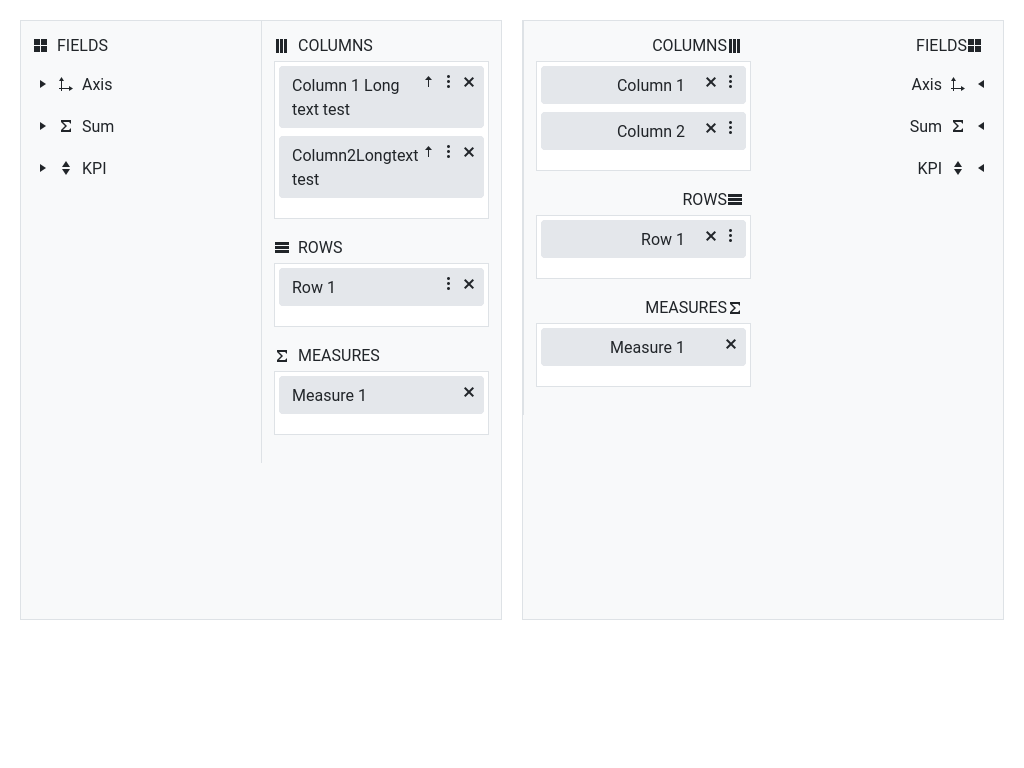 FIELDS
Axis
Sum
KPI
COLUMNS
Column 1 Long
text test
Column2Longtext
test
ROWS
Row 1
MEASURES
Measure 1
COLUMNS
Column 1
Column 2
ROWS
Row 1
MEASURES
Measure 1
FIELDS
Axis
Sum
KPI